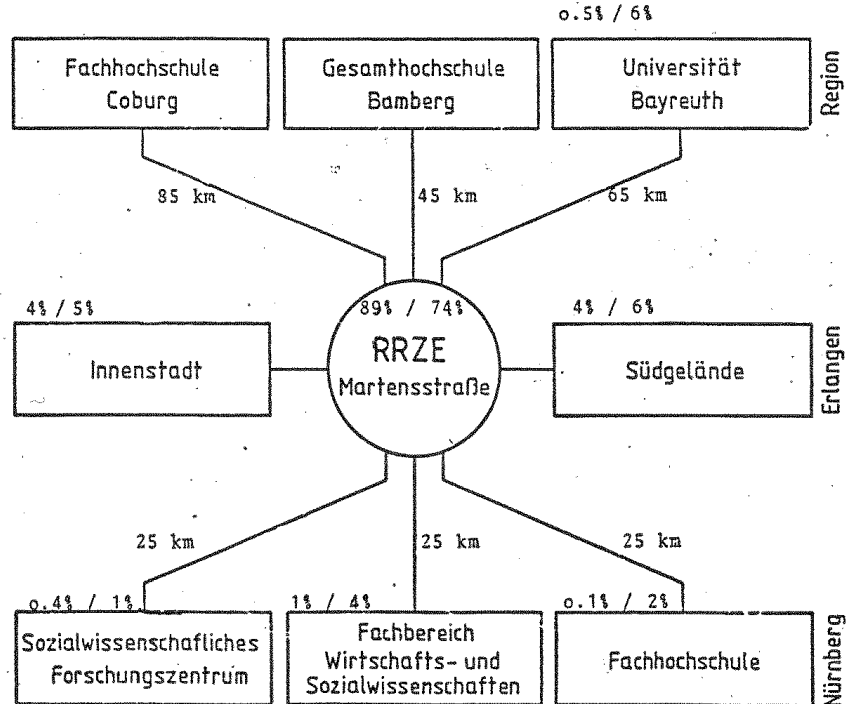 o.5% / 6%
Fachhochschule
Coburg
Gesamthochschule
Bamberg
Universität
Bayreuth
Region
85 km
45 km
65 km
4% / 5%
89% / 74%
4% / 6%
Innenstadt
RRZE
Martensstraße
Südgelände
Erlangen
25 km
25 km
25 km
o.4% / 1%
1% / 4%
o.1% / 2%
Sozialwissenschafliches
Forschungszentrum
Fachbereich
Wirtschafts- und
Sozialwissenschaften
Fachhochschule
Nürnberg